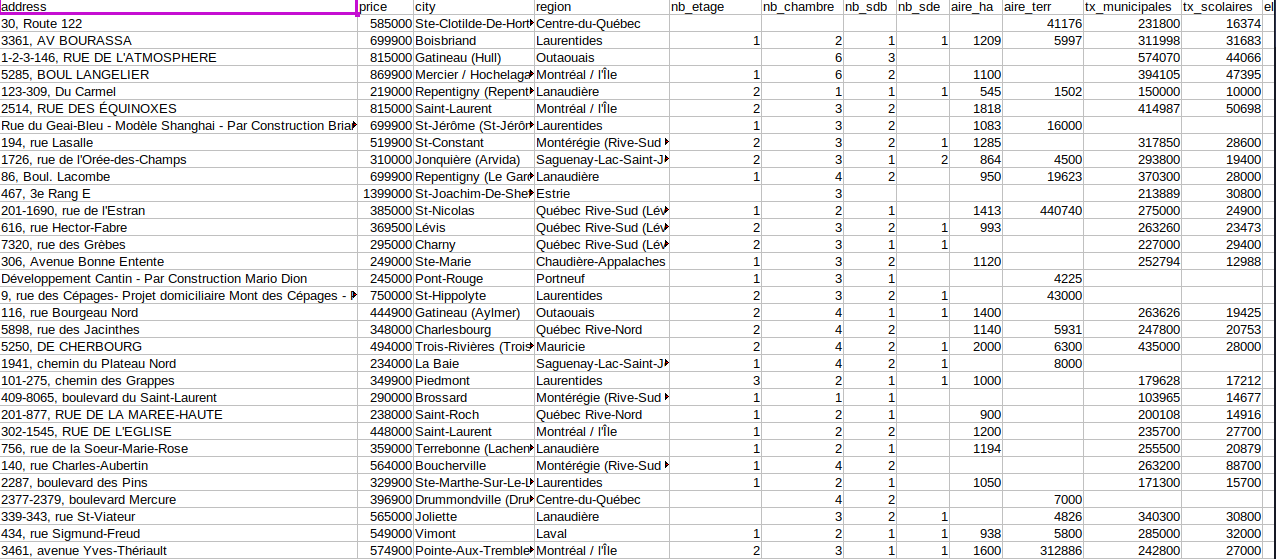 address price city region nb_etage nb_chambre nb_sdb nb_sde aire_ha aire_terr tx_municipales tx_scolaires el
30, Route 122 585000 Ste-Clotilde-De-Hort Centre-du-Québec 41176 231800 16374
3361, AV BOURASSA 699900 Boisbriand Laurentides 1 2 1 1 1209 5997 311998 31683
1-2-3-146, RUE DE L'ATMOSPHERE 815000 Gatineau (Hull) Outaouais 6 3 574070 44066
5285, BOUL LANGELIER 869900 Mercier / Hochelaga Montréal / l'Île 1 6 2 1100 394105 47395
123-309, Du Carmel 219000 Repentigny (Repent Lanaudière 2 1 1 1 545 1502 150000 10000
2514, RUE DES ÉQUINOXES 815000 Saint-Laurent Montréal / l'Île 2 3 2 1818 414987 50698
Rue du Geai-Bleu - Modèle Shanghai - Par Construction Briar 699900 St-Jérôme (St-Jérôm Laurentides 1 3 2 1083 16000
194, rue Lasalle 519900 St-Constant Montérégie (Rive-Sud 2 3 2 1 1285 317850 28600
1726, rue de l'Orée-des-Champs 310000 Jonquière (Arvida) Saguenay-Lac-Saint-J 2 3 1 2 864 4500 293800 19400
86, Boul. Lacombe 699900 Repentigny (Le Gard Lanaudière 1 4 2 950 19623 370300 28000
467, 3e Rang E 1399000 St-Joachim-De-She Estrie 3 213889 30800
201-1690, rue de l'Estran 385000 St-Nicolas Québec Rive-Sud (Lév 1 2 1 1413 440740 275000 24900
616, rue Hector-Fabre 369500 Lévis Québec Rive-Sud (Lév 2 3 2 1 993 263260 23473
7320, rue des Grèbes 295000 Charny Québec Rive-Sud (Lév 2 3 1 1 227000 29400
306, Avenue Bonne Entente 249000 Ste-Marie Chaudière-Appalaches 1 3 2 1120 252794 12988
Développement Cantin - Par Construction Mario Dion 245000 Pont-Rouge Portneuf 1 3 1 4225
9, rue des Cépages- Projet domiciliaire Mont des Cépages - 750000 St-Hippolyte Laurentides 2 3 2 1 43000
116, rue Bourgeau Nord 444900 Gatineau (Aylmer) Outaouais 2 4 1 1 1400 263626 19425
5898, rue des Jacinthes 348000 Charlesbourg Québec Rive-Nord 2 4 2 1140 5931 247800 20753
5250, DE CHERBOURG 494000 Trois-Rivières (Trois Mauricie 2 4 2 1 2000 6300 435000 28000
1941, chemin du Plateau Nord 234000 La Baie Saguenay-Lac-Saint-J 1 4 2 1 8000
101-275, chemin des Grappes 349900 Piedmont Laurentides 3 2 1 1 1000 179628 17212
409-8065, boulevard du Saint-Laurent 290000 Brossard Montérégie (Rive-Sud 1 1 1 103965 14677
201-877, RUE DE LA MAREE-HAUTE 238000 Saint-Roch Québec Rive-Nord 1 2 1 900 200108 14916
302-1545, RUE DE L'EGLISE 448000 Saint-Laurent Montréal / l'Île 1 2 2 1200 235700 27700
756, rue de la Soeur-Marie-Rose 359000 Terrebonne (Lachen Lanaudière 1 2 1 1194 255500 20879
140, rue Charles-Aubertin 564000 Boucherville Montérégie (Rive-Sud 1 4 2 263200 88700
2287, boulevard des Pins 329900 Ste-Marthe-Sur-Le-L Laurentides 1 2 1 1050 171300 15700
2377-2379, boulevard Mercure 396900 Drummondville (Dru Centre-du-Québec 4 2 7000
339-343, rue St-Viateur 565000 Joliette Lanaudière 3 2 1 4826 340300 30800
434, rue Sigmund-Freud 549000 Vimont Laval 1 2 2 1 938 5800 285000 32000
3461, avenue Yves-Thériault 574900 Pointe-Aux-Tremble Montréal / l'Île 2 3 1 1 1600 312886 242800 27000